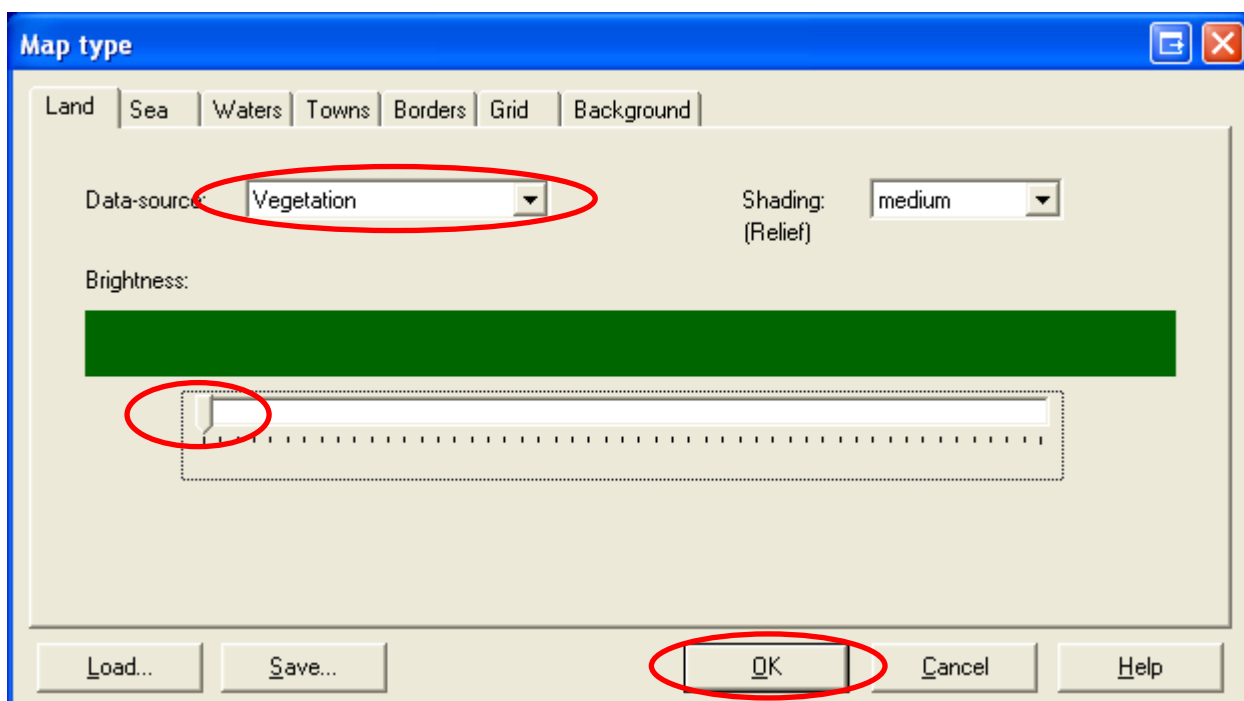 Map type
Land Sea Waters Towns Borders Grid Background
Data-source: Vegetation Shading: medium
(Relief)
Brightness:
Load... Save... OK Cancel Help